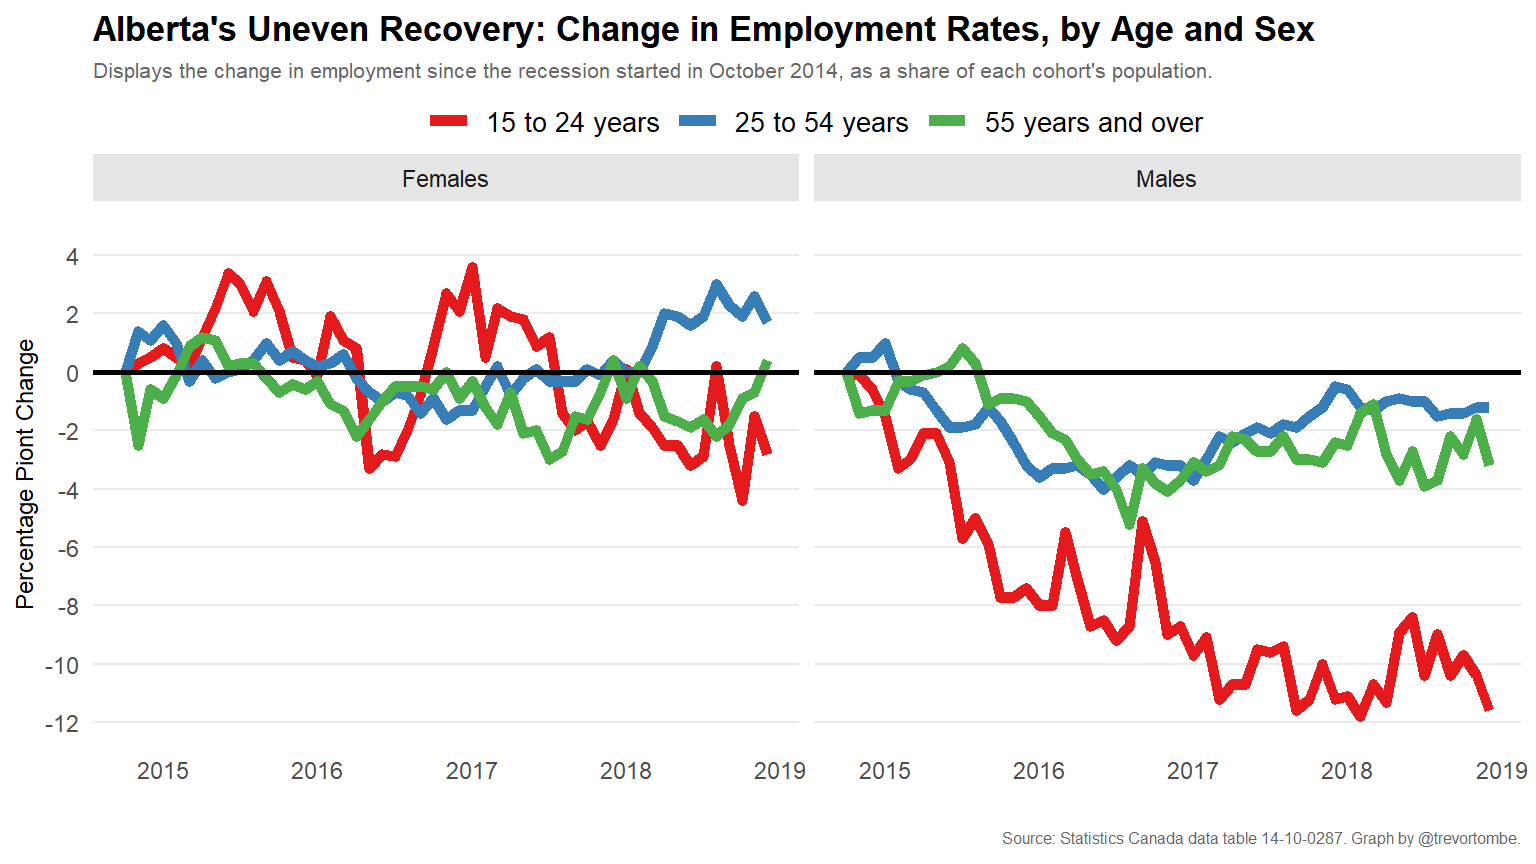 Alberta's Uneven Recovery: Change in Employment Rates, by Age and Sex
Displays the change in employment since the recession started in October 2014, as a share of each cohort's population.
15 to 24 years 25 to 54 years 55 years and over
Females Males
Percentage Piont Change
4
2
0
-2
-4
-6
-8
-10
-12
2015 2016 2017 2018 2019 2015 2016 2017 2018 2019
Source: Statistics Canada data table 14-10-0287. Graph by @trevortombe.